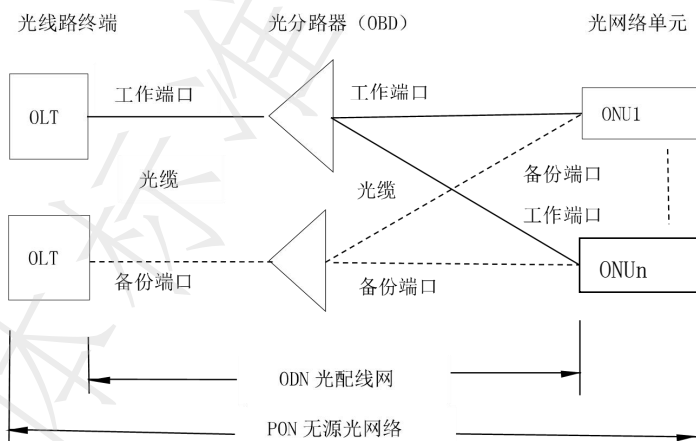 光线路终端 光分路器（OBD） 光网络单元
工作端口 工作端口
OLT ONU1
光缆 光缆 备份端口
工作端口
OLT ONUn
备份端口 备份端口
ODN 光配线网
PON 无源光网络
体标准